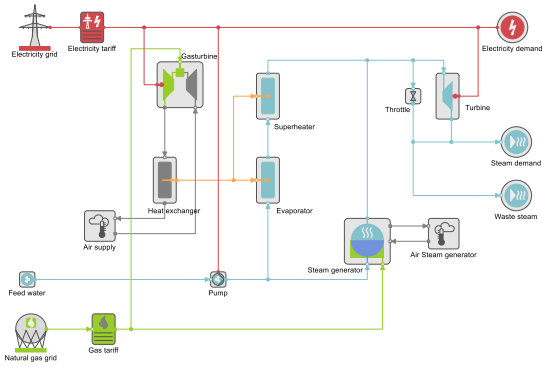 Electricity grid
Electricity tariff
Electricity demand
Gasturbine
Superheater
Throttle
Turbine
Steam demand
Heat exchanger
Evaporator
Waste steam
Air supply
Steam generator
Air Steam generator
Feed water
Pump
Natural gas grid
Gas tariff